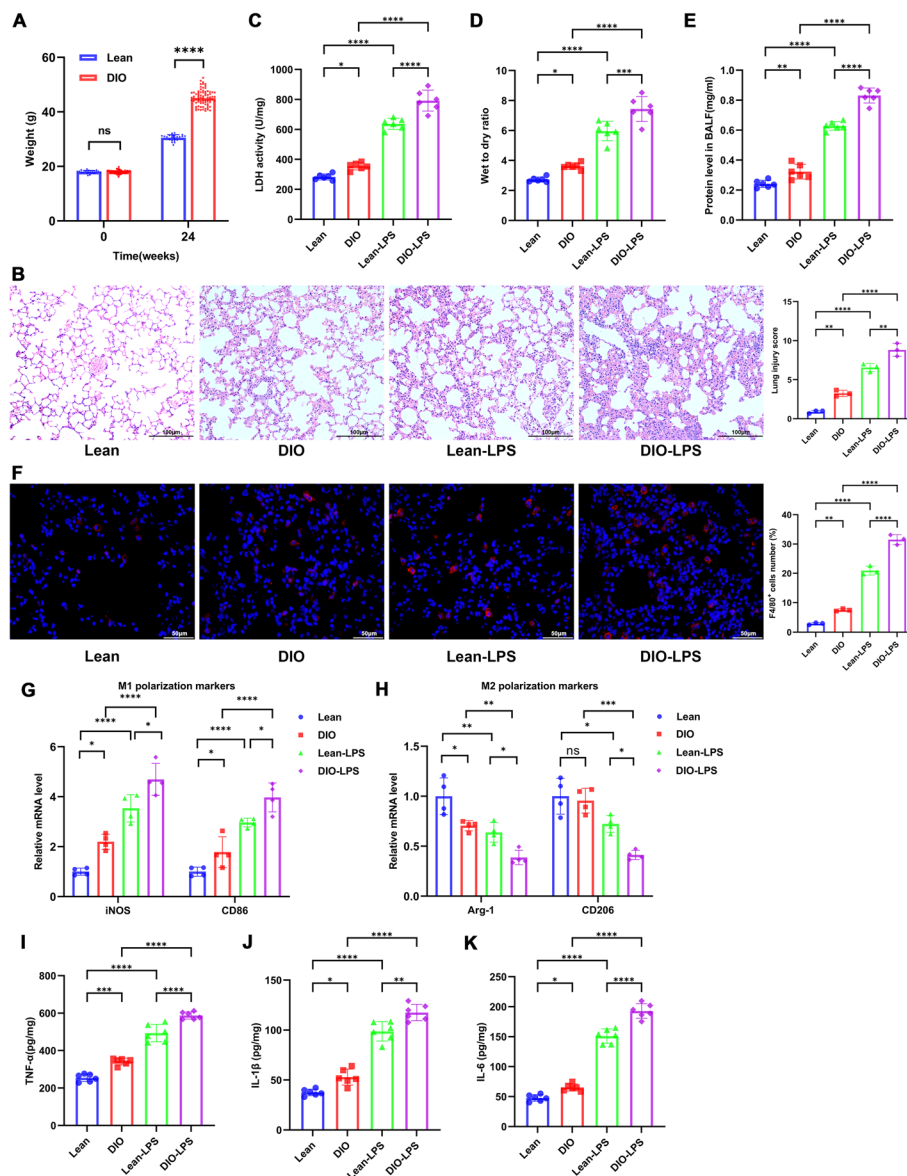 A
Weight (g)
60
40
20
0
Lean
DIO
ns
****
0
24
Time(weeks)
C
LDH activity (U/mg)
1000
800
600
400
200
0
****
****
*
****
Lean
DIO
Lean-LPS
DIO-LPS
D
Wet to dry ratio
10
8
6
4
2
0
****
****
*
***
Lean
DIO
Lean-LPS
DIO-LPS
E
Protein level in BALF(mg/ml)
1.0
0.8
0.6
0.4
0.2
0.0
****
****
**
****
Lean
DIO
Lean-LPS
DIO-LPS
B
100μm
100μm
100μm
100μm
Lean
DIO
Lean-LPS
DIO-LPS
Lung injury score
15
10
5
0
****
****
**
**
Lean
DIO
Lean-LPS
DIO-LPS
F
50μm
50μm
50μm
50μm
Lean
DIO
Lean-LPS
DIO-LPS
F4/80+ cells number (%)
40
30
20
10
0
****
****
**
****
Lean
DIO
Lean-LPS
DIO-LPS
G
M1 polarization markers
Relative mRNA level
8
6
4
2
0
****
****
*
*
****
****
*
*
iNOS
CD86
Lean
DIO
Lean-LPS
DIO-LPS
H
M2 polarization markers
Relative mRNA level
1.5
1.0
0.5
0.0
**
**
*
*
***
*
ns
*
Arg-1
CD206
Lean
DIO
Lean-LPS
DIO-LPS
I
TNF-α(pg/mg)
800
600
400
200
0
****
****
***
****
Lean
DIO
Lean-LPS
DIO-LPS
J
IL-1β (pg/mg)
150
100
50
0
****
****
*
**
Lean
DIO
Lean-LPS
DIO-LPS
K
IL-6 (pg/mg)
250
200
150
100
50
0
****
****
*
****
Lean
DIO
Lean-LPS
DIO-LPS